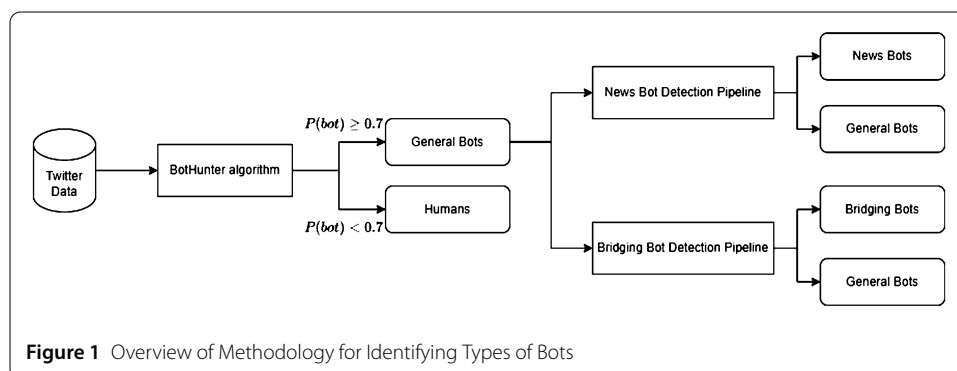 Twitter
Data
BotHunter algorithm
P(bot) ≥ 0.7
General Bots
Humans
P(bot) < 0.7
News Bot Detection Pipeline
News Bots
General Bots
Bridging Bot Detection Pipeline
Bridging Bots
General Bots
Figure 1 Overview of Methodology for Identifying Types of Bots